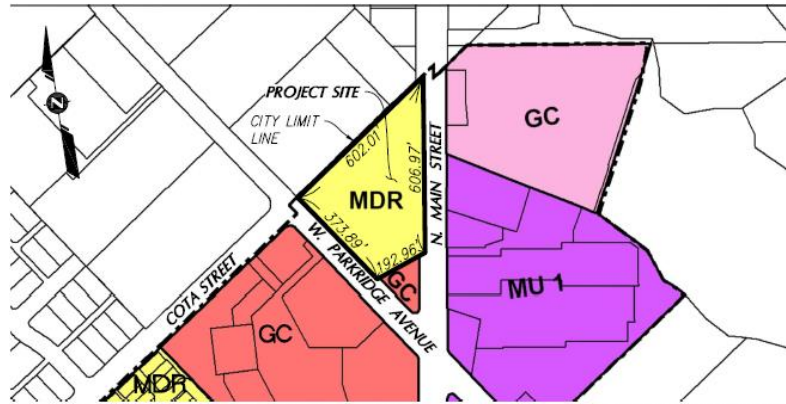 N
PROJECT SITE
CITY LIMIT
LINE
602.01'
606.97'
MDR
373.89'
192.961'
N. MAIN STREET
W. PARKRIDGE AVENUE
COTA STREET
GC
GC
GC
MU 1
MDR